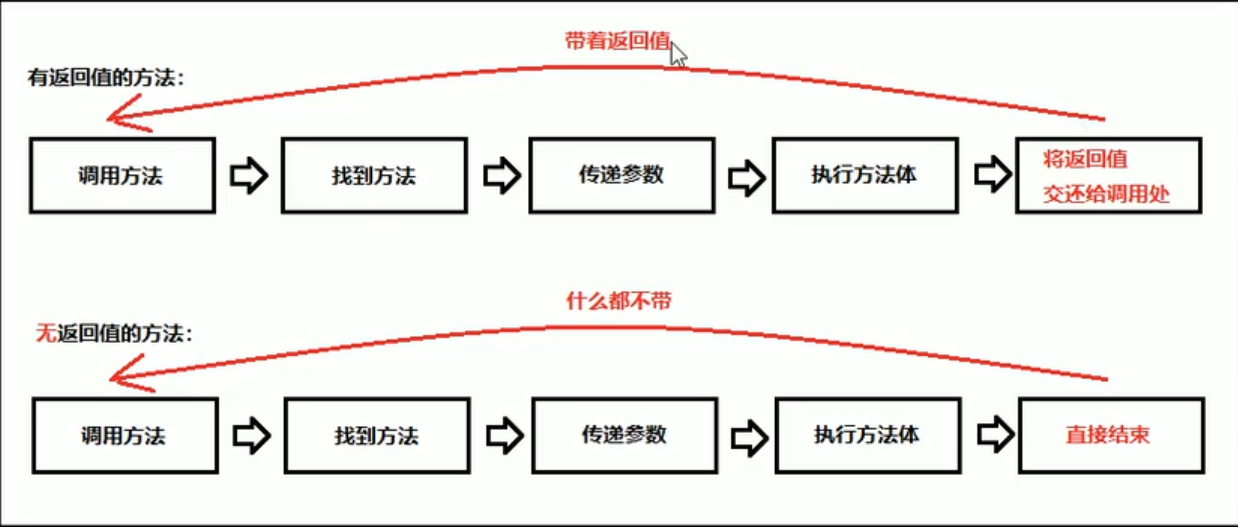 带着返回值
有返回值的方法:
调用方法
找到方法
传递参数
执行方法体
将返回值
交还给调用处
什么都不带
无返回值的方法:
调用方法
找到方法
传递参数
执行方法体
直接结束